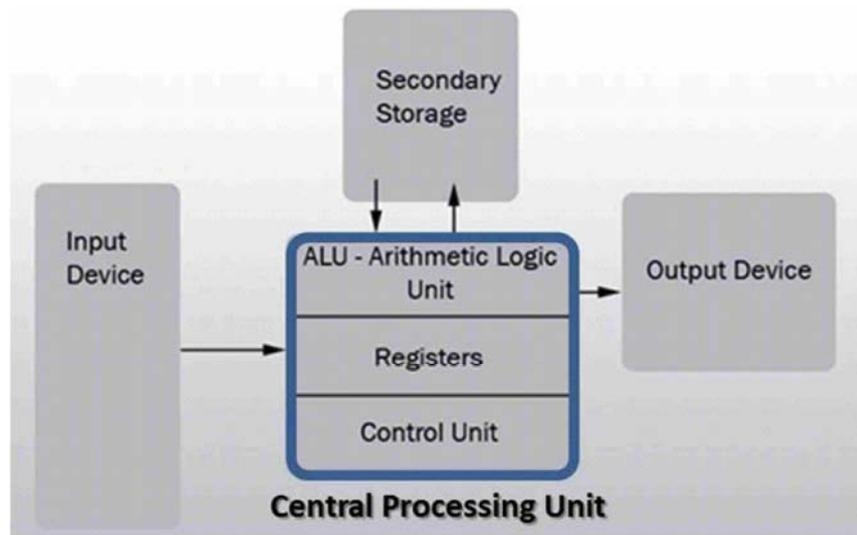 Secondary
Storage
Input
Device
ALU - Arithmetic Logic
Unit
Registers
Control Unit
Output Device
Central Processing Unit